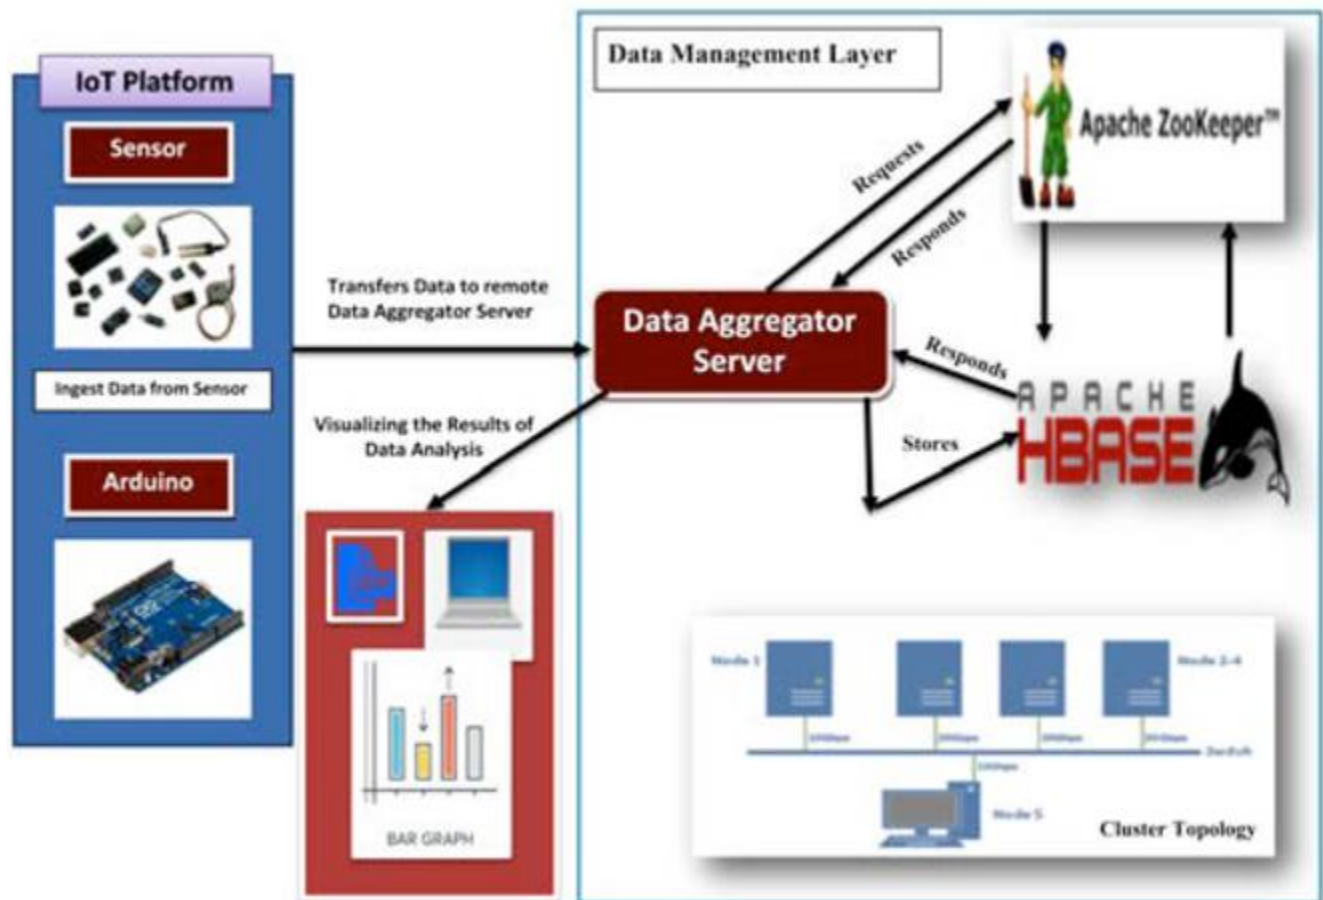 IoT Platform
Sensor
Ingest Data from Sensor
Arduino
Transfers Data to remote
Data Aggregator Server
Visualizing the Results of
Data Analysis
BAR GRAPH
Data Management Layer
Apache ZooKeeper™
Requests
Responds
Data Aggregator
Server
Responds
Stores
APACHE
HBASE
Node 1
Node 2-4
Node 5
Cluster Topology